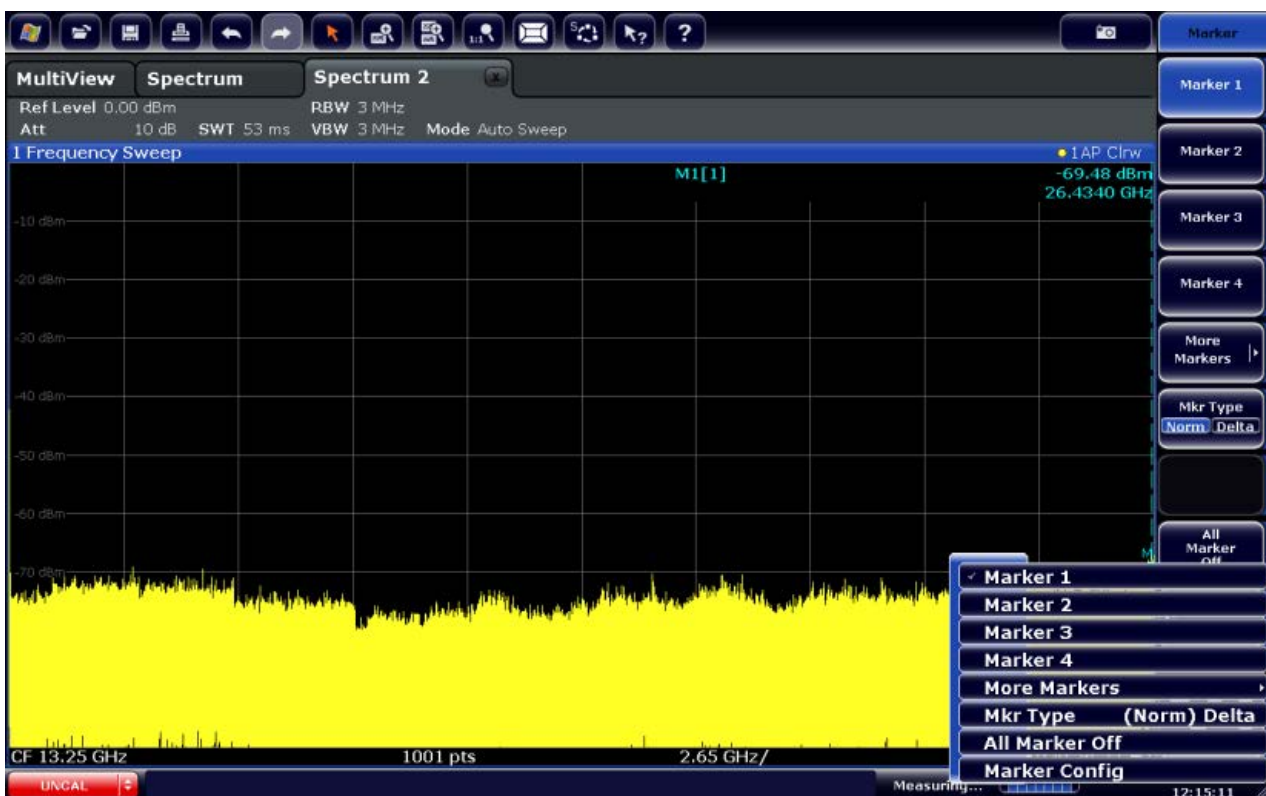 Marker
MultiView Spectrum Spectrum 2
Ref Level 0.00 dBm RBW 3 MHz
Att 10 dB SWT 53 ms VBW 3 MHz Mode Auto Sweep
1 Frequency Sweep 1AP Clrw
M1[1] -69.48 dBm
26.4340 GHz
-10 dBm
-20 dBm
-30 dBm
-40 dBm
-50 dBm
-60 dBm
-70 dBm
CF 13.25 GHz 1001 pts 2.65 GHz/
UNCAL Measuring... 12:15:11
Marker 1
Marker 2
Marker 3
Marker 4
More
Markers
Mkr Type
Norm Delta
All
Marker
Off
Marker 1
Marker 2
Marker 3
Marker 4
More Markers
Mkr Type (Norm) Delta
All Marker Off
Marker Config